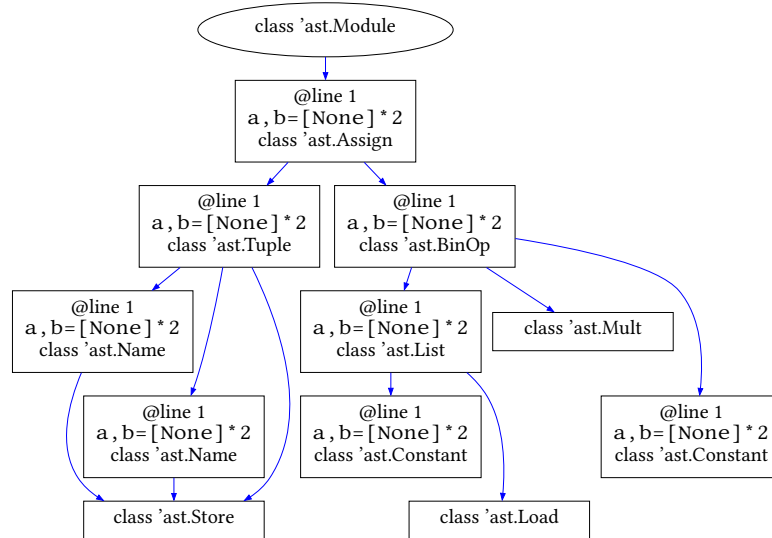 class 'ast.Module
@line 1
a,b=[None]*2
class 'ast.Assign
@line 1
a,b=[None]*2
class 'ast.Tuple
@line 1
a,b=[None]*2
class 'ast.BinOp
@line 1
a,b=[None]*2
class 'ast.Name
@line 1
a,b=[None]*2
class 'ast.List
class 'ast.Mult
@line 1
a,b=[None]*2
class 'ast.Name
@line 1
a,b=[None]*2
class 'ast.Constant
@line 1
a,b=[None]*2
class 'ast.Constant
class 'ast.Store
class 'ast.Load